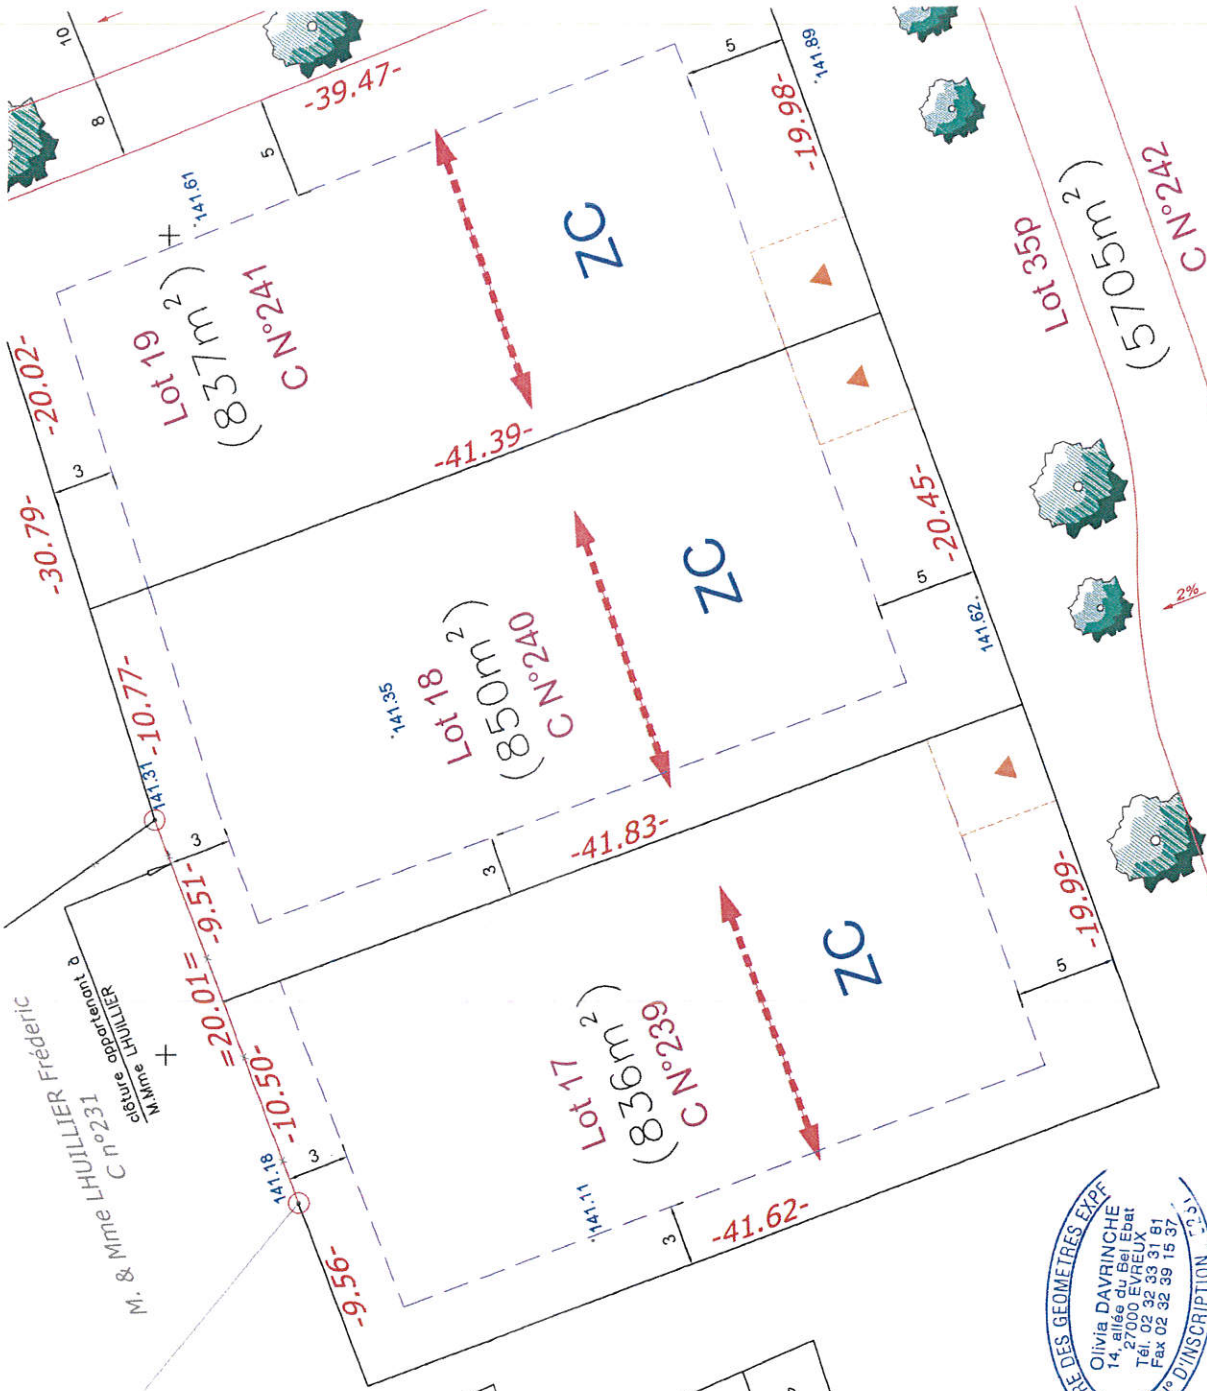 10
8
-39.47-
5
5
141.89
-19.98-
141.61
Lot 19
(837m²)
C N°241
ZC
-20.02-
3
-30.79-
-41.39-
Lot 35p
(5705m²)
C N°242
-20.45-
5
141.62
2%
ZC
141.35
Lot 18
(850m²)
C N°240
-10.77-
141.31
3
-9.51-
=20.01=
-10.50-
141.18
3
-9.56-
3
-41.83-
M. & Mme LHUILLIER Fréderic
C n°231
clôture appartenant à
M.Mme LHUILLIER
ZC
-19.99-
5
Lot 17
(836m²)
C N°239
141.11
3
-41.62-
RE DES GEOMETRES EXPE
Olivia DAVRINCHE
14, allée du Bel Ebat
27000 EVREUX
Tél. 02 32 33 31 81
Fax 02 32 39 15 37
N° D'INSCRIPTION